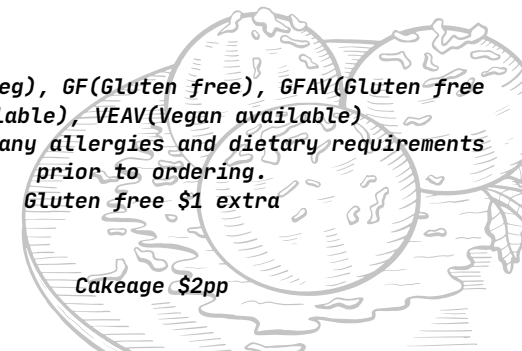 eg), GF(Gluten free), GFAV(Gluten free
lable), VEAV(Vegan available)
any allergies and dietary requirements
prior to ordering.
Gluten free $1 extra
Cakeage $2pp